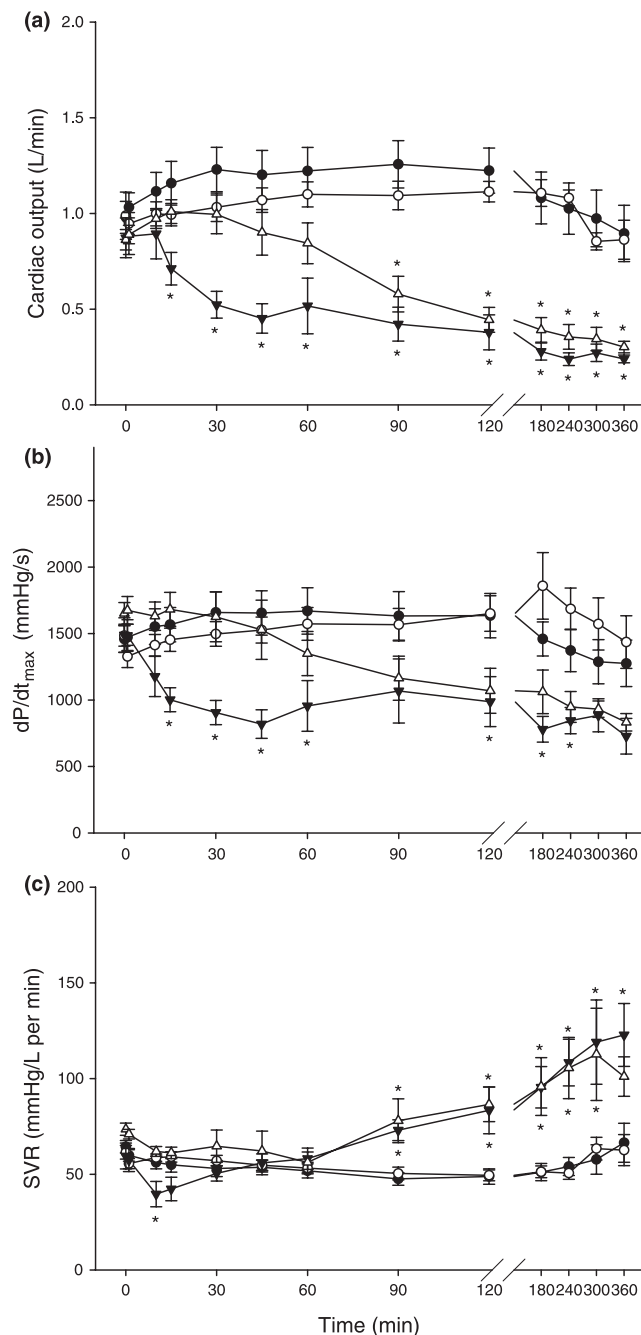 (a)
2.0
1.5
1.0
0.5
0.0
Cardiac output (L/min)
* * * * * * * * * * * * * * *
0 30 60 90 120 180 240 300 360
(b)
2500
2000
1500
1000
500
0
dP/dt max (mmHg/s)
* * * * * * *
0 30 60 90 120 180 240 300 360
(c)
200
150
100
50
0
SVR (mmHg/L per min)
* * * * * * * * * * * *
0 30 60 90 120 180 240 300 360
Time (min)